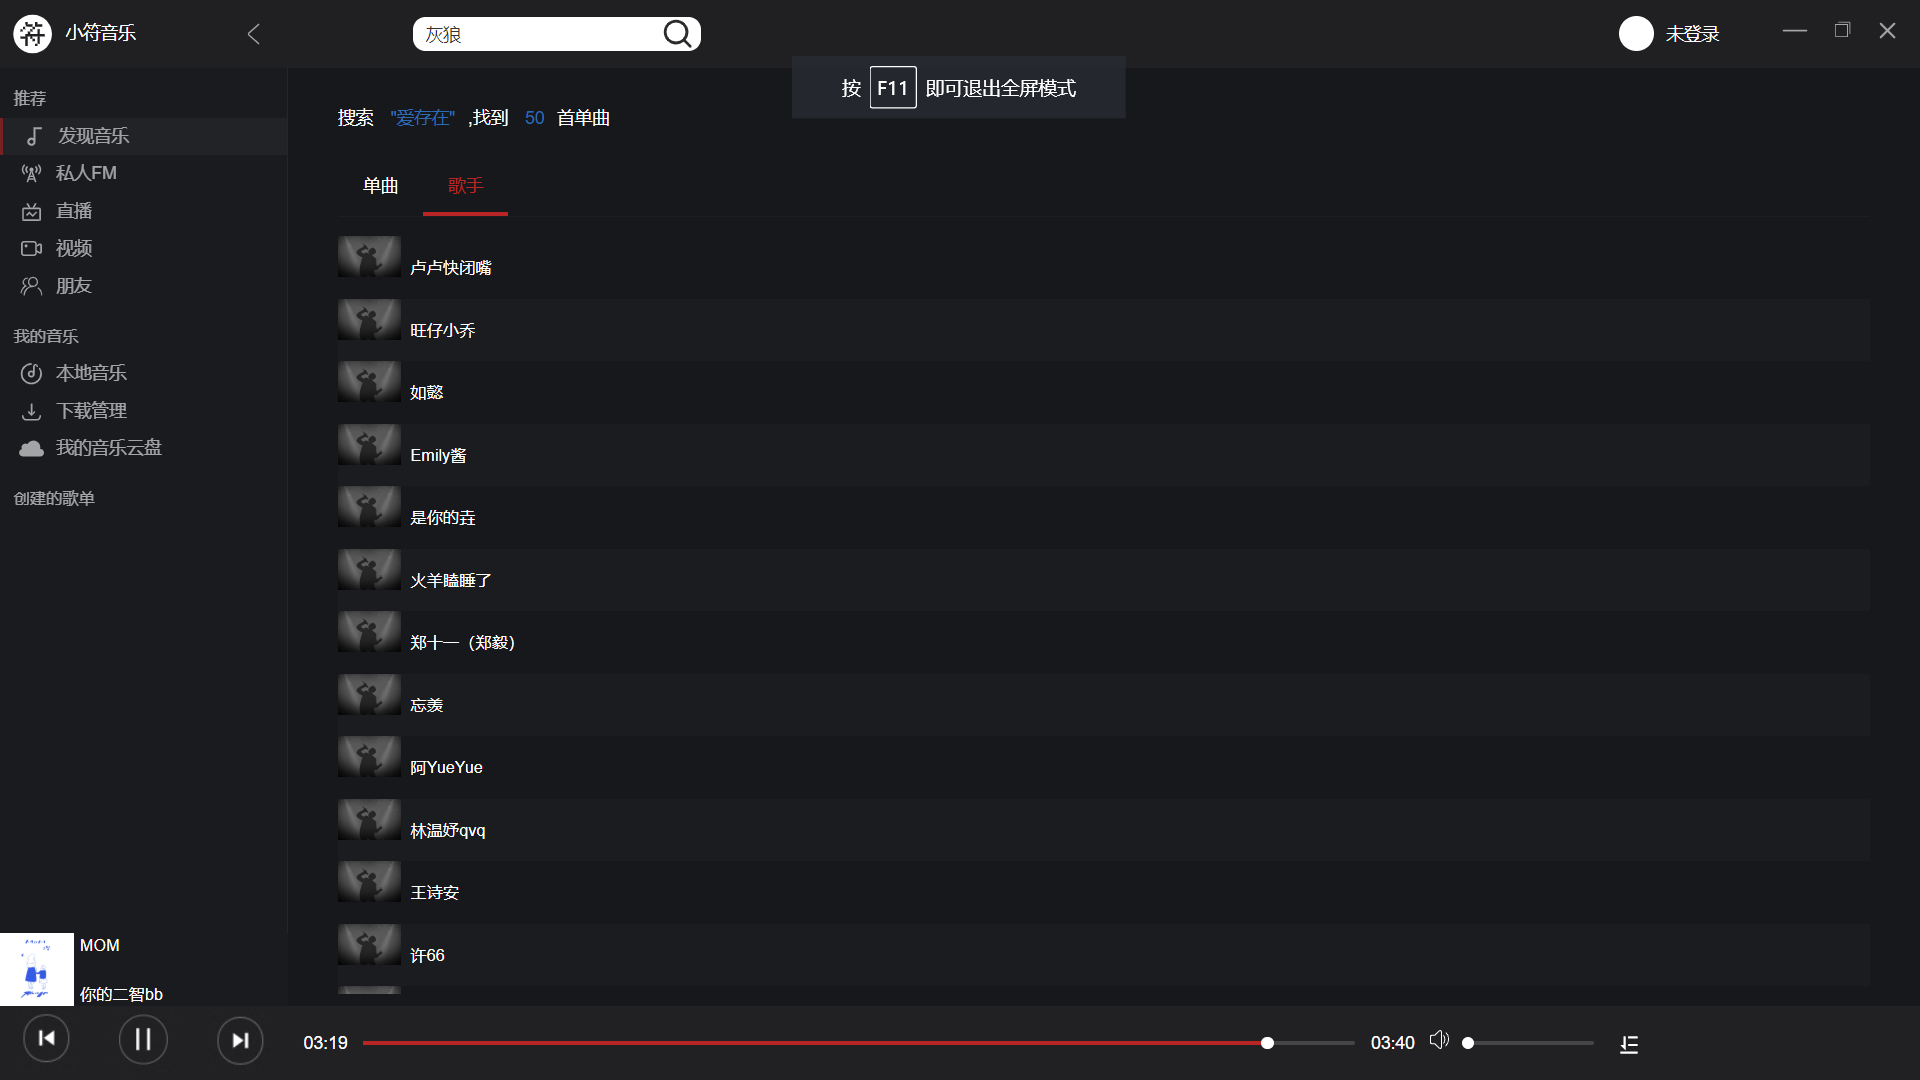 小符音乐
灰狼
未登录
按 F11 即可退出全屏模式
推荐
发现音乐
私人FM
直播
视频
朋友
我的音乐
本地音乐
下载管理
我的音乐云盘
创建的歌单
搜索 "爱存在" ,找到 50 首单曲
单曲 歌手
卢卢快闭嘴
旺仔小乔
如懿
Emily酱
是你的垚
火羊瞌睡了
郑十一（郑毅）
忘羡
阿YueYue
林温妤qvq
王诗安
许66
MOM
你的二智bb
03:19 03:40